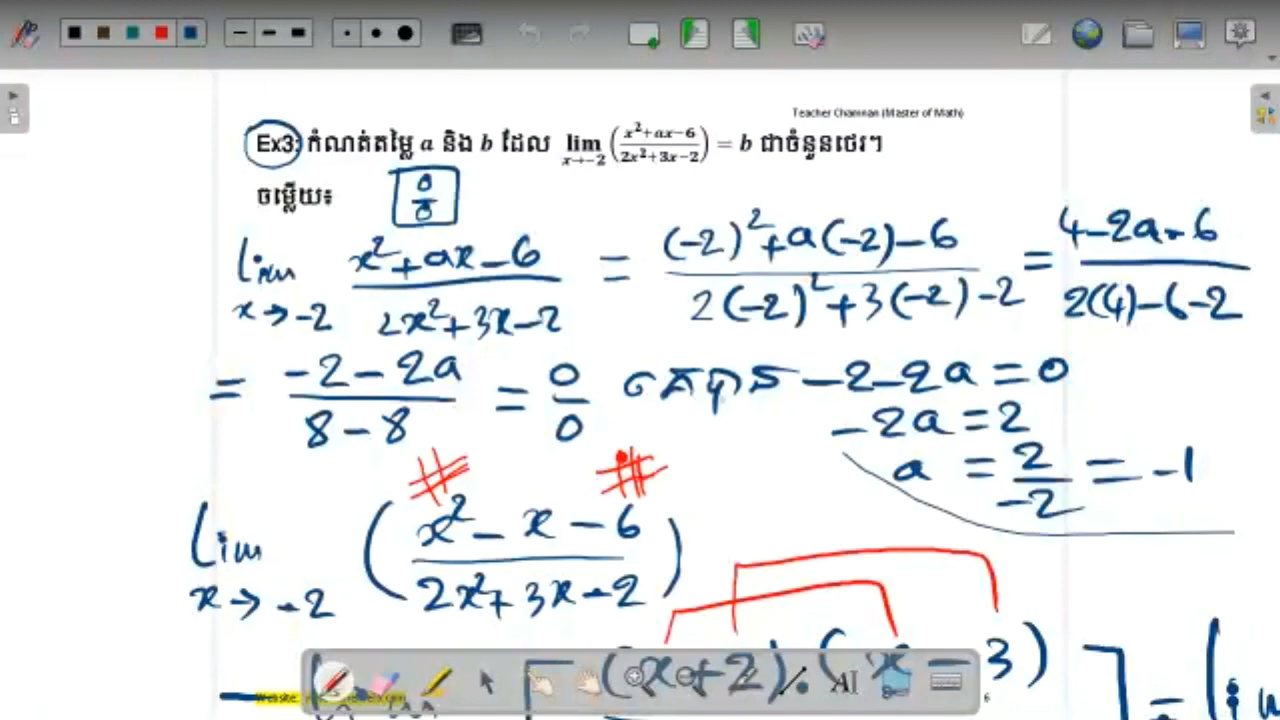 Teacher Chamnan (Master of Math)
Ex3: កំណត់តម្លៃ a និង b ដែល lim x→-2 (x²+ax-6 / 2x²+3x-2) = b ជាចំនួនថេរ។
ចម្លើយ៖ 0/0
lim x→-2 x²+ax-6 / 2x²+3x-2 = (-2)²+a(-2)-6 / 2(-2)²+3(-2)-2 = 4-2a-6 / 2(4)-6-2
= -2-2a / 8-8 = 0/0 -2-2a=0
-2a=2
a = 2/-2 = -1
Lim x→-2 (x²-x-6 / 2x²+3x-2)
(x+2).(x-3)